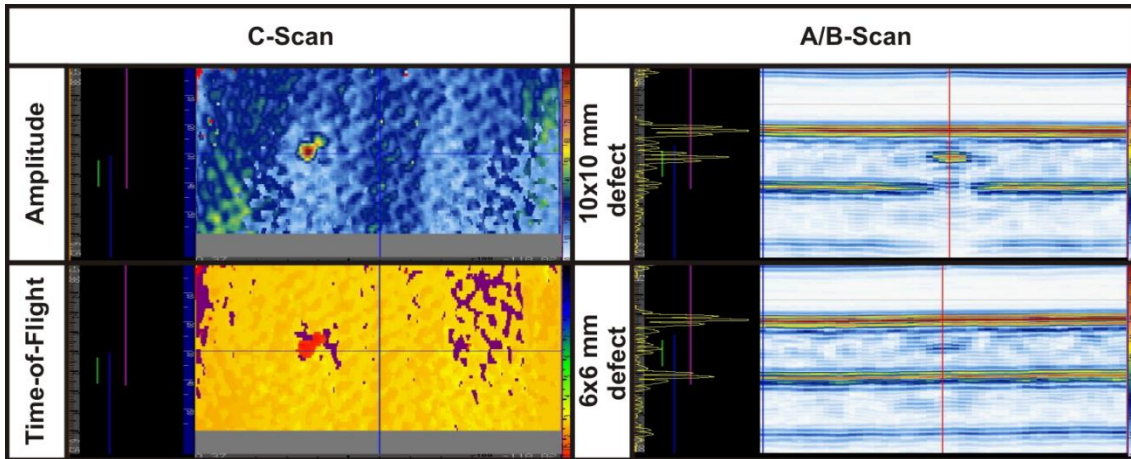 C-Scan
A/B-Scan
Amplitude
10x10 mm
defect
Time-of-Flight
6x6 mm
defect